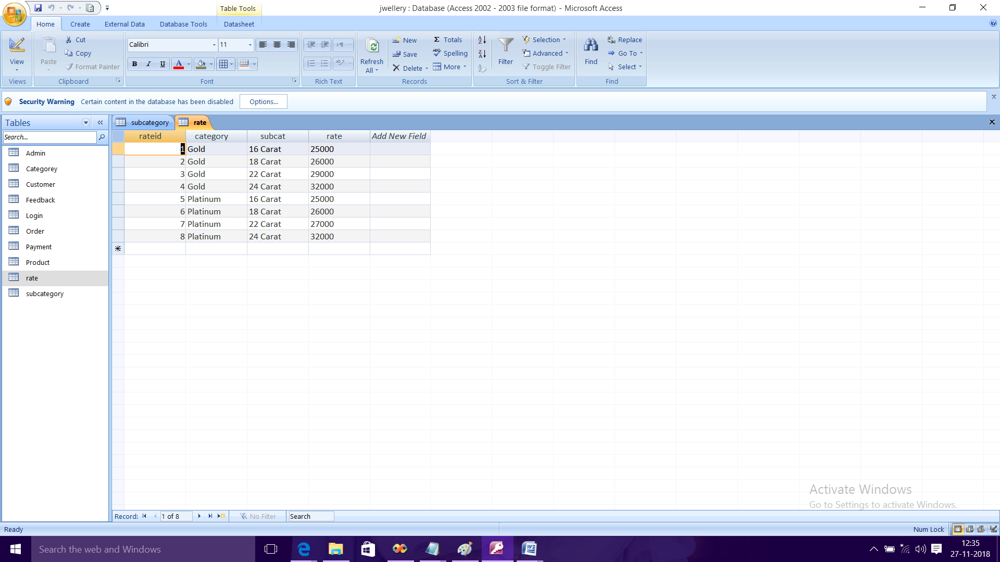 Table Tools
jwellery : Database (Access 2002 - 2003 file format) - Microsoft Access
Home Create External Data Database Tools Datasheet
View
Views
Paste
Cut
Copy
Format Painter
Clipboard
Calibri 11
B I U A
Font
Rich Text
Refresh All
New
Save
Delete
Totals
Spelling
More
Records
Filter
Selection
Advanced
Toggle Filter
Sort & Filter
Find
Replace
Go To
Select
Find
Security Warning Certain content in the database has been disabled Options...
Tables
Search...
Admin
Categorey
Customer
Feedback
Login
Order
Payment
Product
rate
subcategory
subcategory rate
rateid category subcat rate Add New Field
1 Gold 16 Carat 25000
2 Gold 18 Carat 26000
3 Gold 22 Carat 29000
4 Gold 24 Carat 32000
5 Platinum 16 Carat 25000
6 Platinum 18 Carat 26000
7 Platinum 22 Carat 27000
8 Platinum 24 Carat 32000
Activate Windows
Go to Settings to activate Windows.
Record: 1 of 8 No Filter Search
Ready Num Lock
Search the web and Windows
12:35
27-11-2018